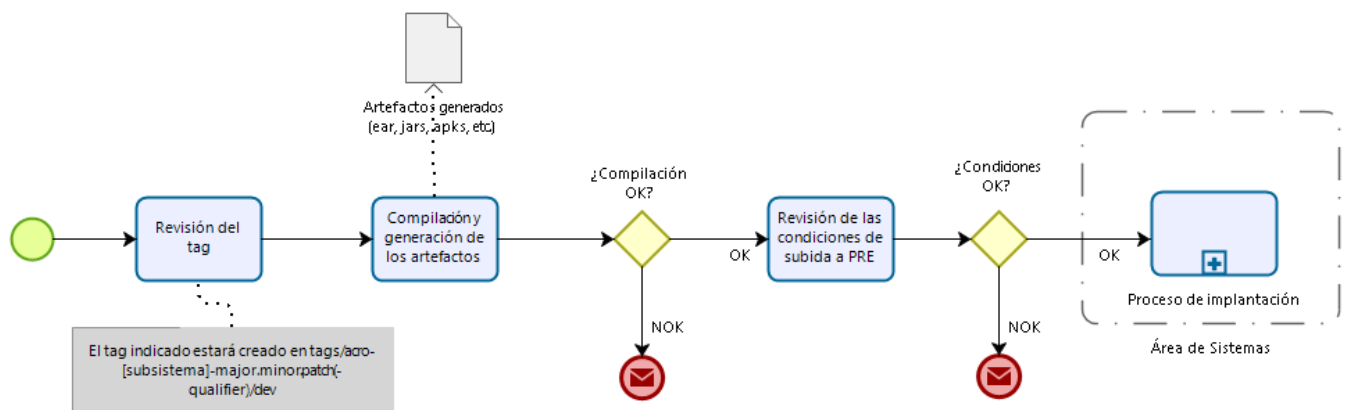 Artefactos generados
(ear, jars, apks, etc)
¿Compilación
OK?
¿Condiciones
OK?
Revisión del
tag
Compilación y
generación de
los artefactos
OK
Revisión de las
condiciones de
subida a PRE
OK
Proceso de implantación
NOK
NOK
Área de Sistemas
El tag indicado estará creado en tags/acro-
[subsistema]-major.minor.patch(-
qualifier)/dev